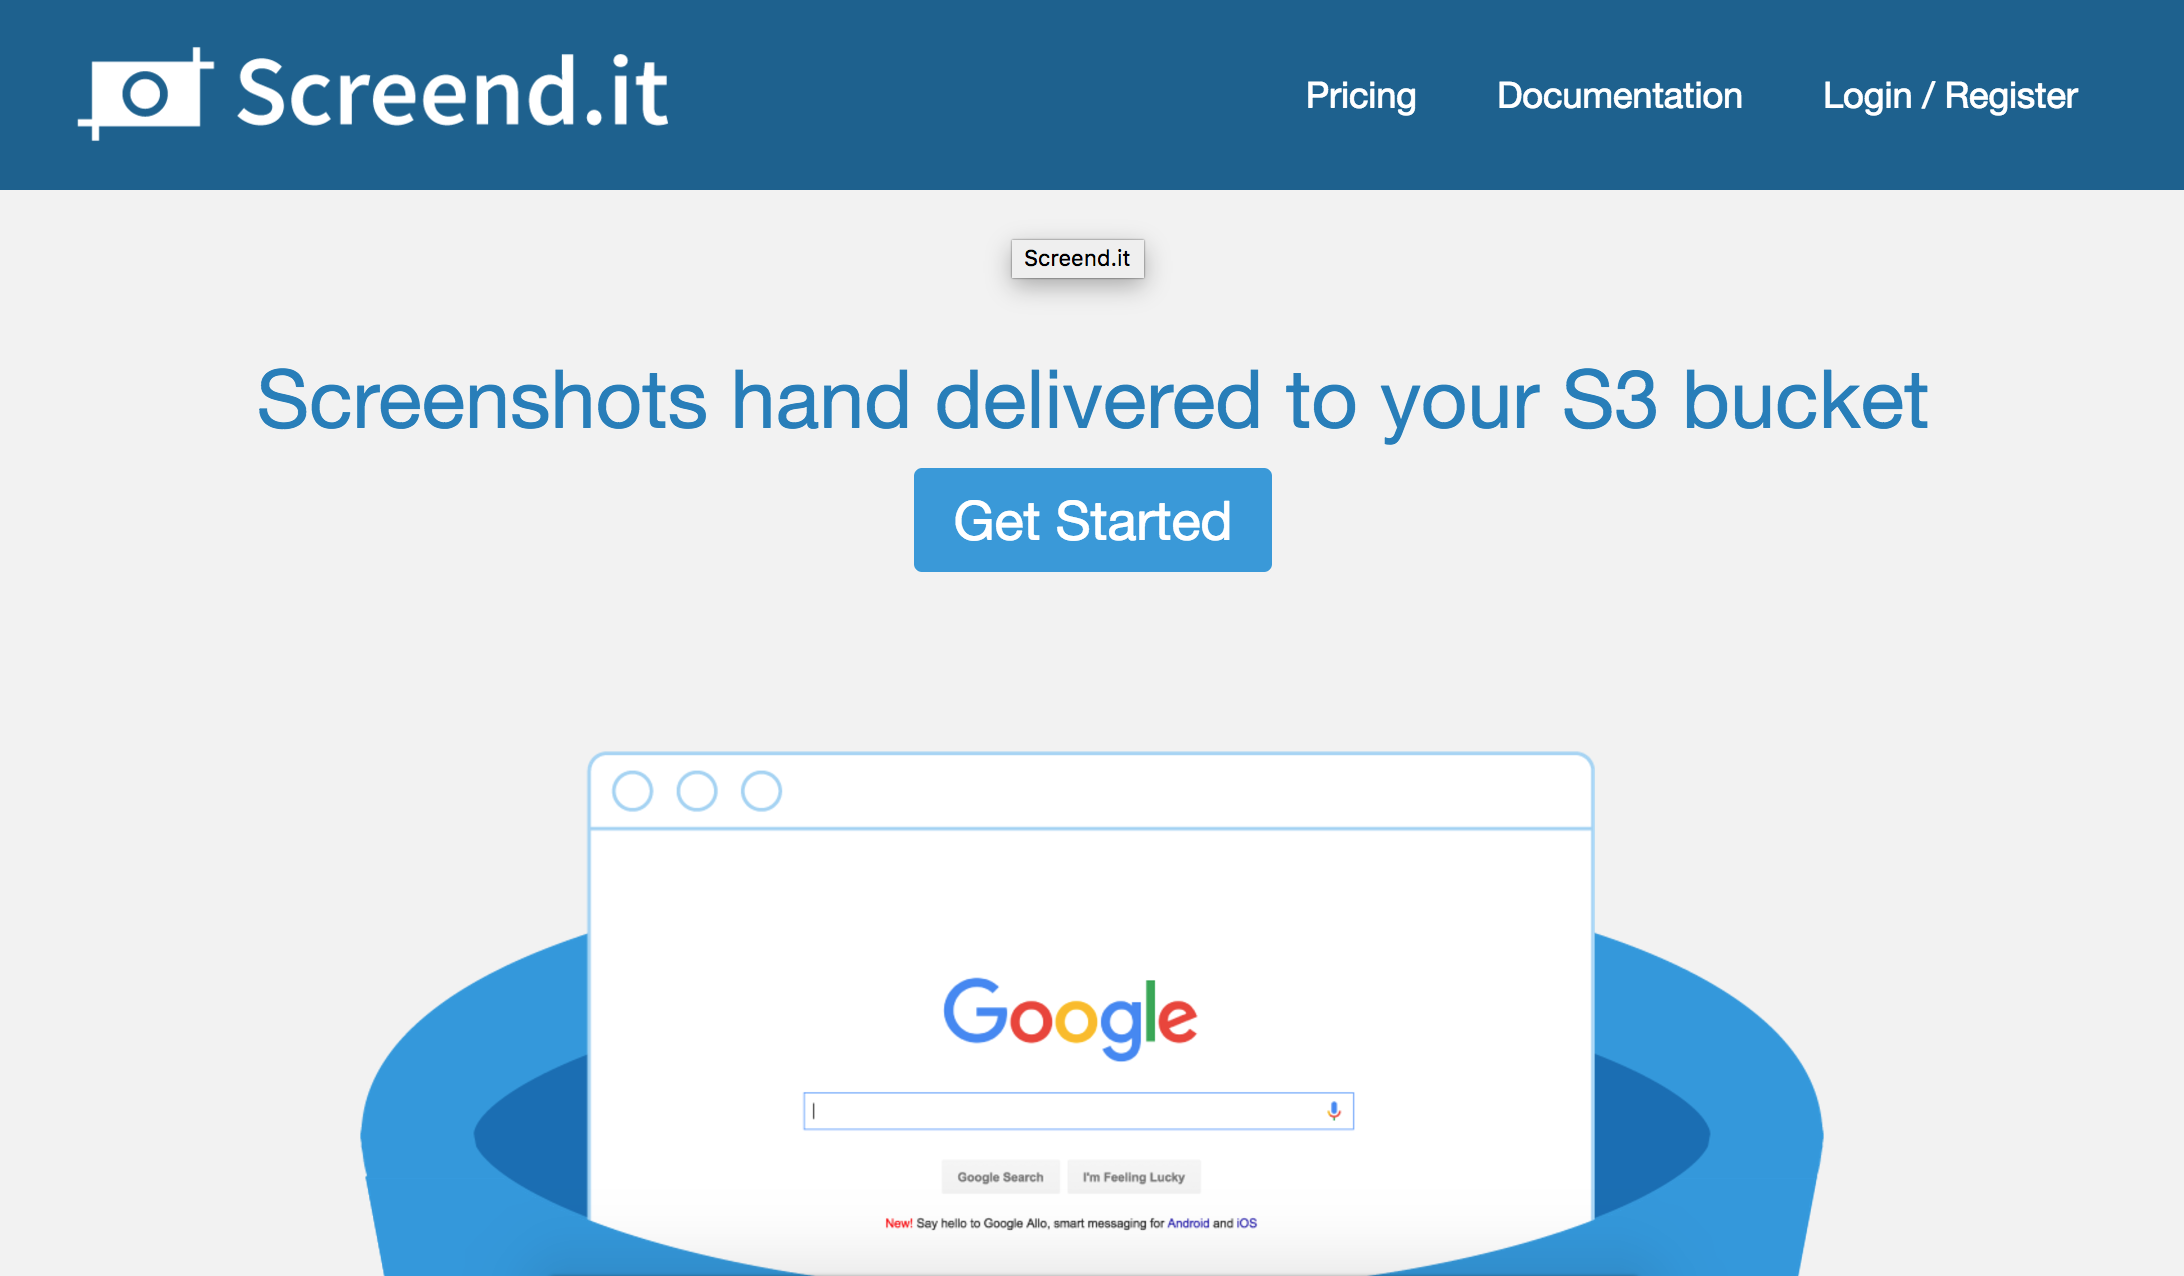 Screend.it
Pricing Documentation Login / Register
Screend.it
Screenshots hand delivered to your S3 bucket
Get Started
Google
Google Search I'm Feeling Lucky
New! Say hello to Google Allo, smart messaging for Android and iOS